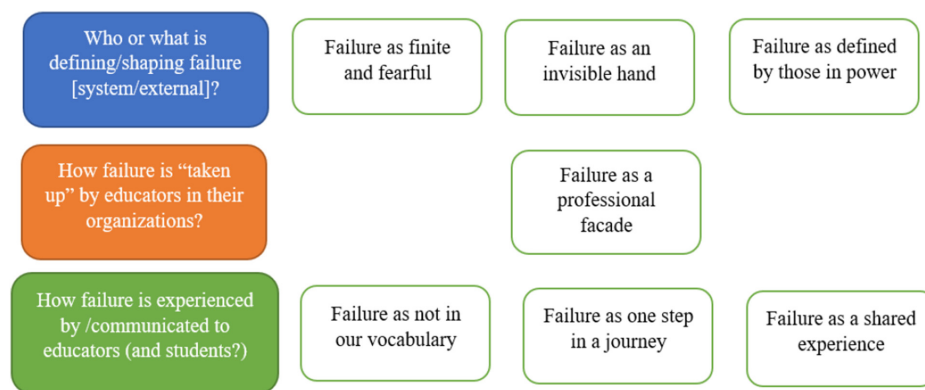 Who or what is
defining/shaping failure
[system/external]?
Failure as finite
and fearful
Failure as an
invisible hand
Failure as defined
by those in power
How failure is “taken
up” by educators in their
organizations?
Failure as a
professional
facade
How failure is experienced
by /communicated to
educators (and students?)
Failure as not in
our vocabulary
Failure as one step
in a journey
Failure as a shared
experience